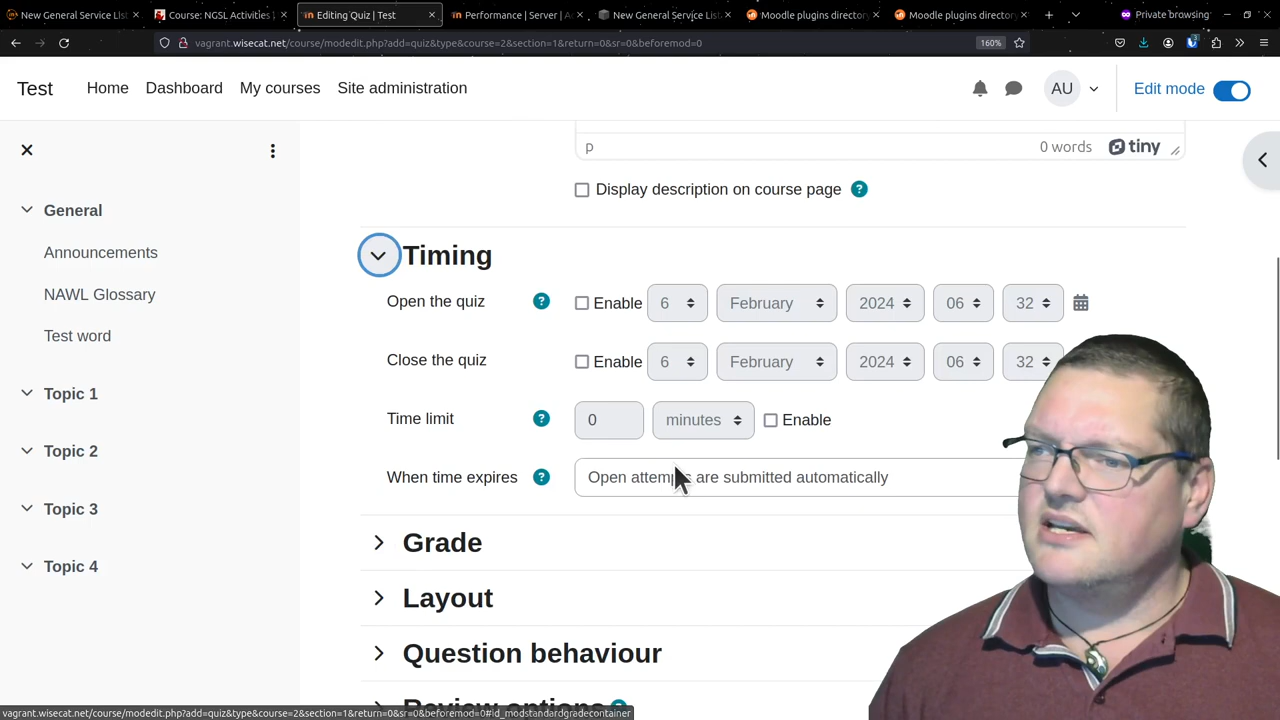 New General Service List
Course: NGSL Activities
Editing Quiz | Test
Performance | Server | A
New General Service List
Moodle plugins directory
Moodle plugins directory
Private browsing
vagrant.wisecat.net/course/modedit.php?add=quiz&type&course=2&section=1&return=0&sr=0&beforemod=0
160%
Test
Home
Dashboard
My courses
Site administration
AU
Edit mode
General
Announcements
NAWL Glossary
Test word
Topic 1
Topic 2
Topic 3
Topic 4
p
0 words
tiny
Display description on course page
Timing
Open the quiz
Enable
6
February
2024
06
32
Close the quiz
Enable
6
February
2024
06
32
Time limit
0
minutes
Enable
When time expires
Open attempts are submitted automatically
Grade
Layout
Question behaviour
Review options
vagrant.wisecat.net/course/modedit.php?add=quiz&type&course=2&section=1&return=0&sr=0&beforemod=0#id_modstandardgradecontainer